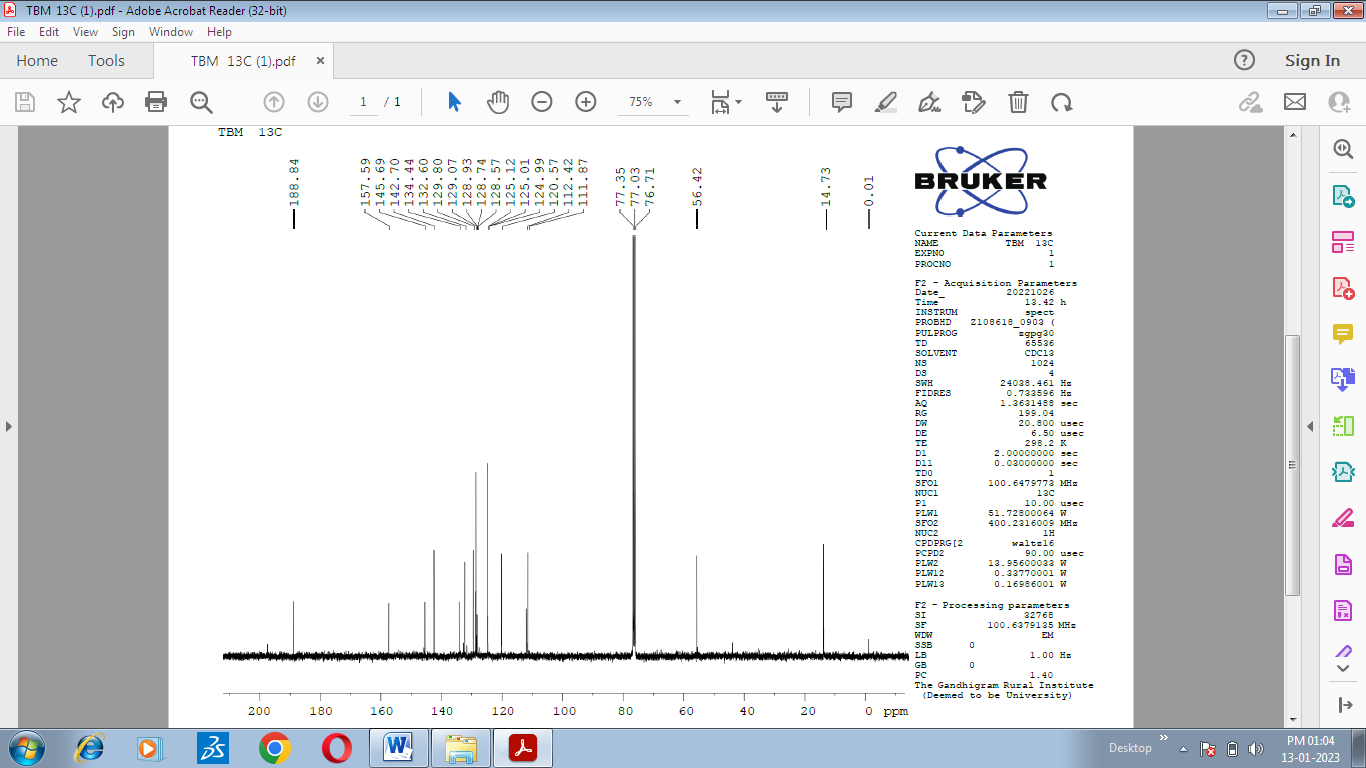 TBM 13C (1).pdf - Adobe Acrobat Reader (32-bit)
File Edit View Sign Window Help
Home Tools TBM 13C (1).pdf × Sign In
1 / 1 75%
TBM 13C
188.84
157.59
145.69
142.70
134.44
132.60
129.80
129.07
128.93
128.74
128.57
125.12
125.01
124.99
120.57
112.42
111.87
77.35
77.03
76.71
56.42
14.73
0.01
BRUKER
Current Data Parameters
NAME TBM 13C
EXPNO 1
PROCNO 1
F2 - Acquisition Parameters
Date_ 20221026
Time 13.42 h
INSTRUM spect
PROBHD Z108618_0903 (
PULPROG zgpg30
TD 65536
SOLVENT CDCl3
NS 1024
DS 4
SWH 24038.461 Hz
FIDRES 0.733596 Hz
AQ 1.3631488 sec
RG 199.04
DW 20.800 usec
DE 6.50 usec
TE 298.2 K
D1 2.00000000 sec
D11 0.03000000 sec
TD0 1
SFO1 100.6479773 MHz
NUC1 13C
P1 10.00 usec
PLW1 51.72800064 W
SFO2 400.2316009 MHz
NUC2 1H
CPDPRG[2 waltz16
PCPD2 90.00 usec
PLW2 13.95600033 W
PLW12 0.33770001 W
PLW13 0.16986001 W
F2 - Processing parameters
SI 32768
SF 100.6379135 MHz
WDW EM
SSB 0
LB 1.00 Hz
GB 0
PC 1.40
The Gandhigram Rural Institute
(Deemed to be University)
200 180 160 140 120 100 80 60 40 20 0 ppm
Desktop PM 01:04
13-01-2023